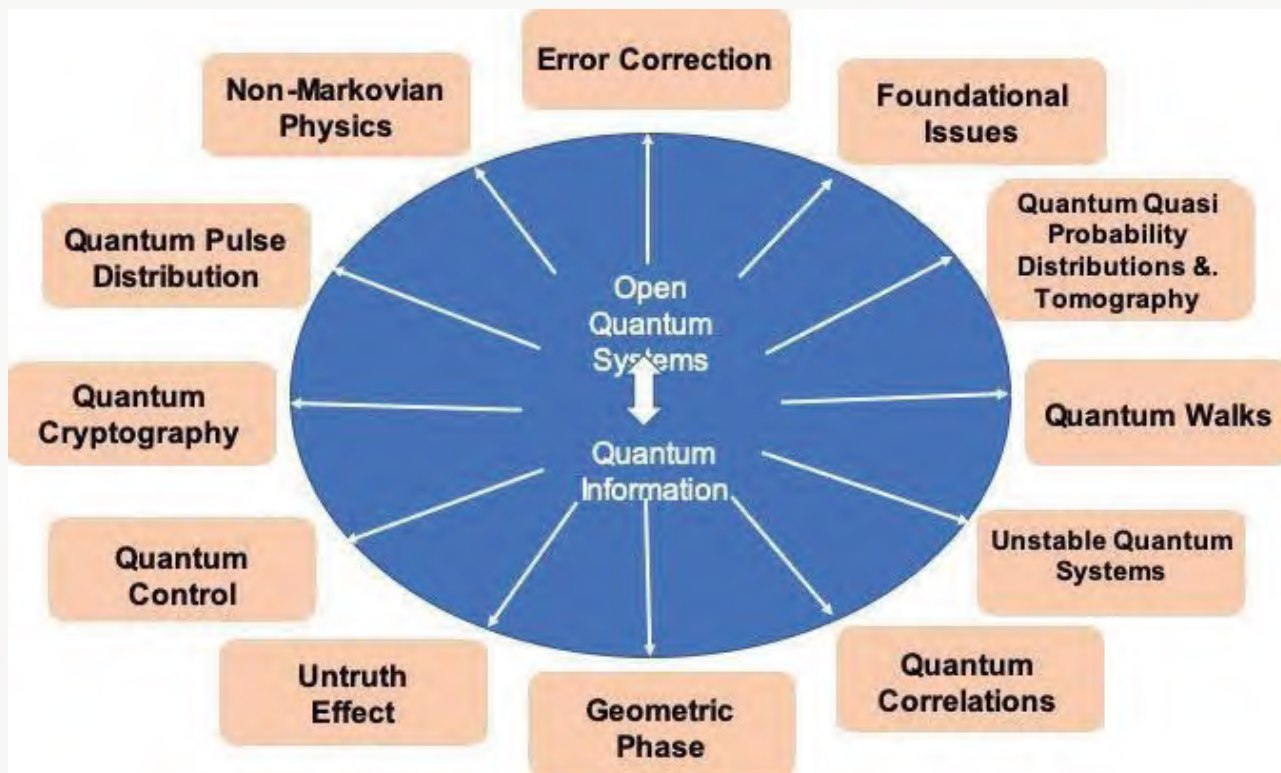 Error Correction
Non-Markovian
Physics
Foundational
Issues
Quantum Quasi
Probability
Distributions &.
Tomography
Quantum Pulse
Distribution
Open
Quantum
Systems
Quantum
Cryptography
Quantum Walks
Quantum
Information
Quantum
Control
Unstable Quantum
Systems
Untruth
Effect
Geometric
Phase
Quantum
Correlations